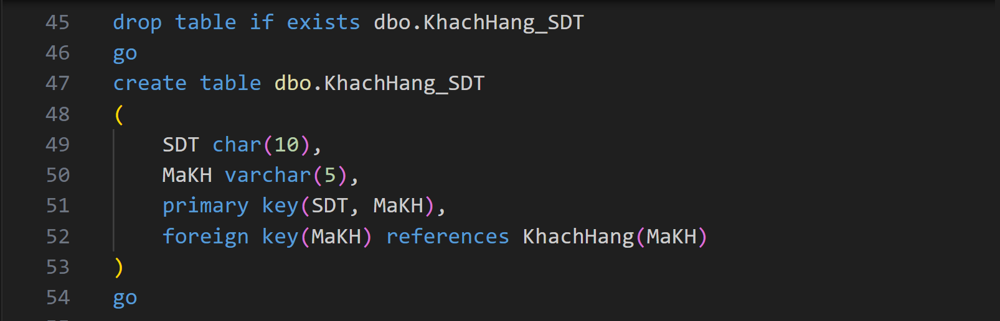 45 drop table if exists dbo.KhachHang_SDT
46 go
47 create table dbo.KhachHang_SDT
48 (
49     SDT char(10),
50     MaKH varchar(5),
51     primary key(SDT, MaKH),
52     foreign key(MaKH) references KhachHang(MaKH)
53 )
54 go